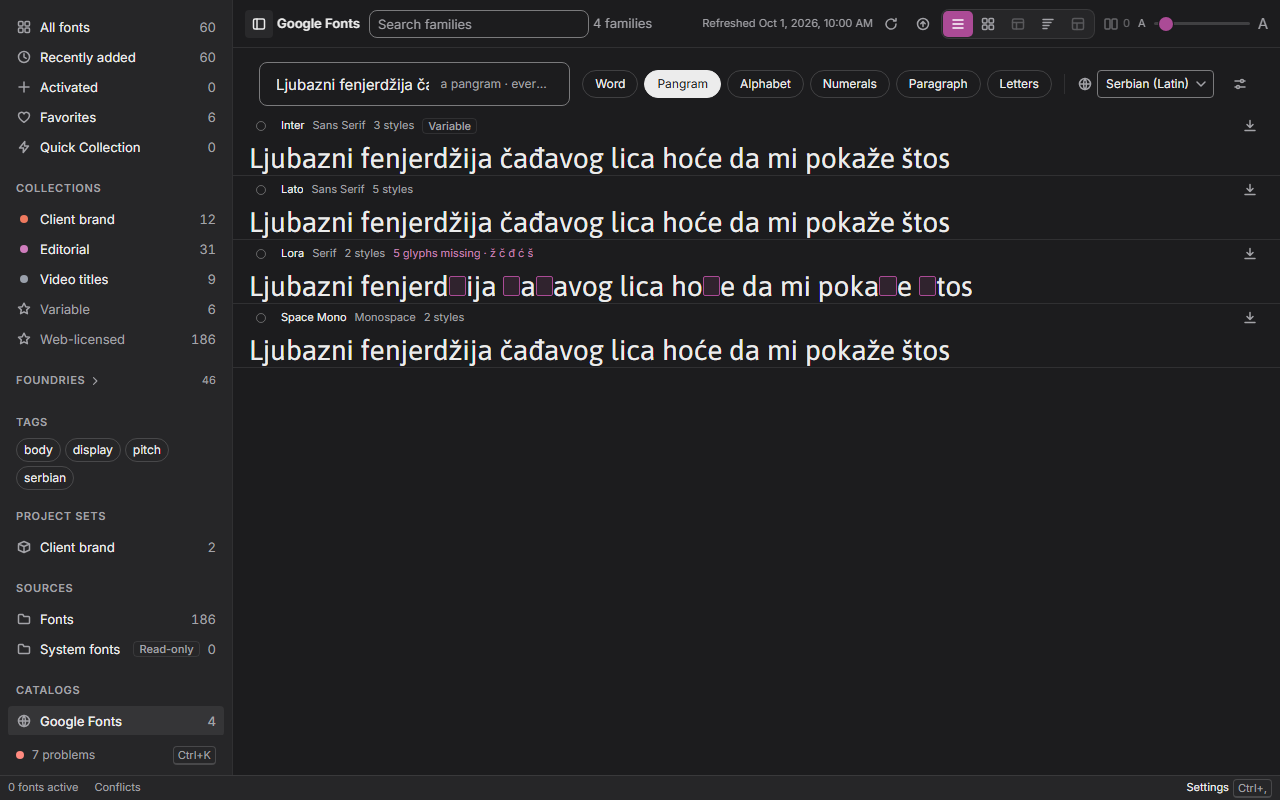 All fonts 60
Recently added 60
Activated 0
Favorites 6
Quick Collection 0
COLLECTIONS
Client brand 12
Editorial 31
Video titles 9
Variable 6
Web-licensed 186
FOUNDRIES 46
TAGS
body display pitch
serbian
PROJECT SETS
Client brand 2
SOURCES
Fonts 186
System fonts Read-only 0
CATALOGS
Google Fonts 4
7 problems Ctrl+K
Google Fonts Search families 4 families Refreshed Oct 1, 2026, 10:00 AM 0 A A
Ljubazni fenjerdžija ča a pangram · ever… Word Pangram Alphabet Numerals Paragraph Letters Serbian (Latin)
Inter Sans Serif 3 styles Variable
Ljubazni fenjerdžija čađavog lica hoće da mi pokaže štos
Lato Sans Serif 5 styles
Ljubazni fenjerdžija čađavog lica hoće da mi pokaže štos
Lora Serif 2 styles 5 glyphs missing · ž č đ ć š
Ljubazni fenjerd□ija □a□avog lica ho□e da mi poka□e □tos
Space Mono Monospace 2 styles
Ljubazni fenjerdžija čađavog lica hoće da mi pokaže štos
0 fonts active Conflicts Settings Ctrl+,